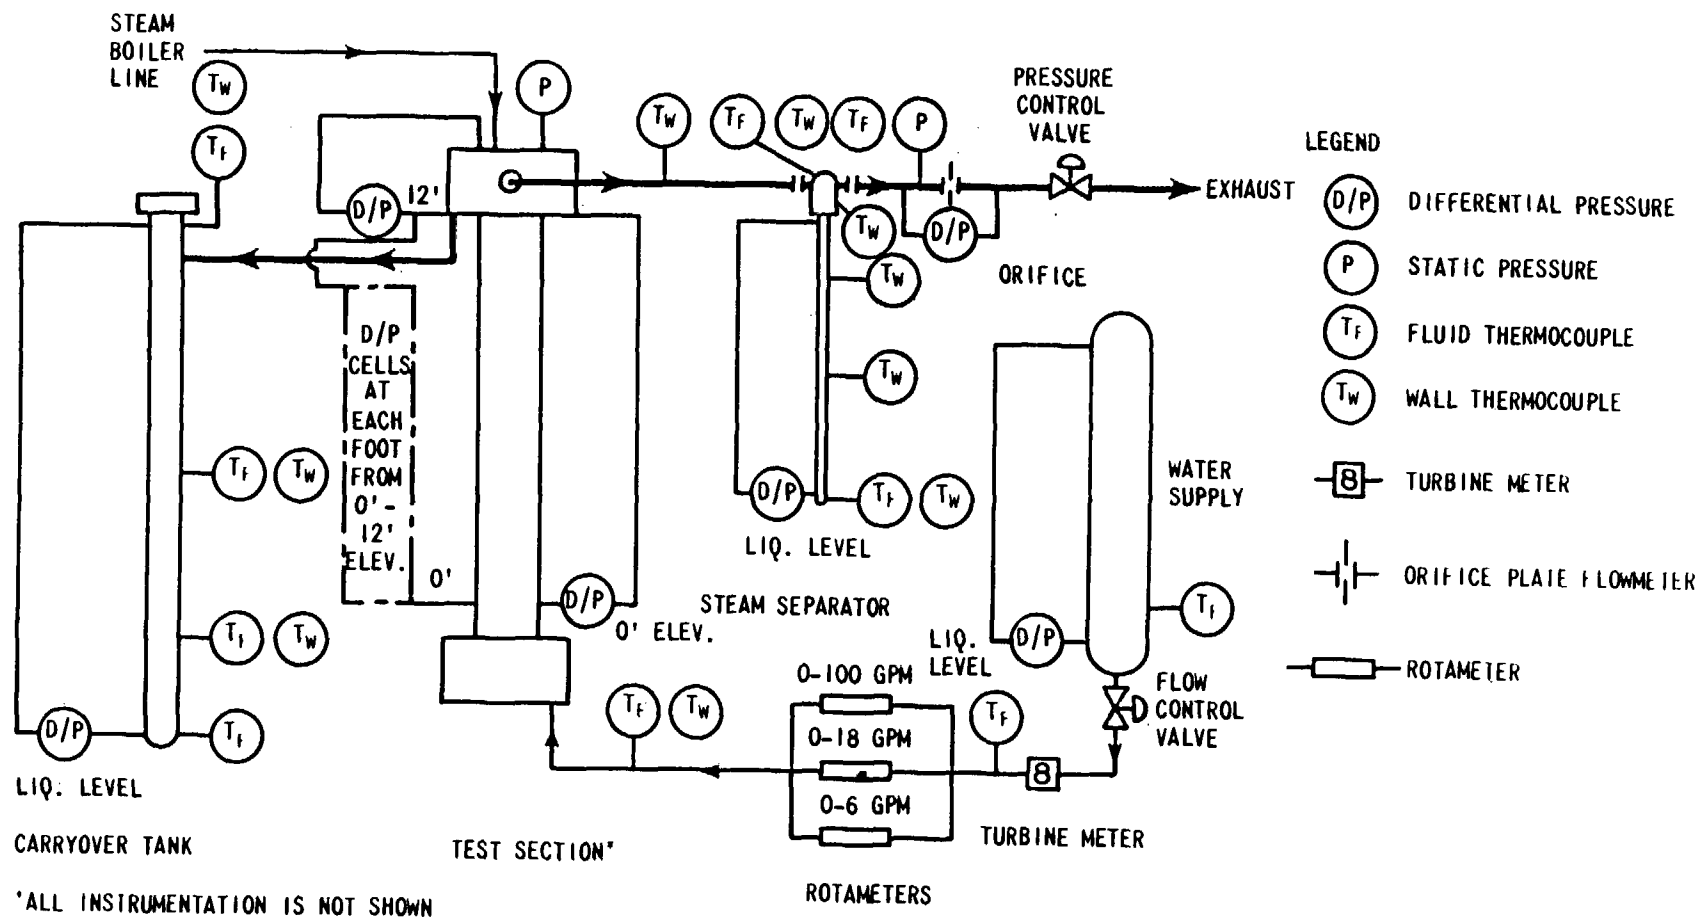 STEAM
BOILER
LINE
TW
TF
P
12'
D/P
D/P
CELLS
AT
EACH
FOOT
FROM
0'-
12'
ELEV.
0'
TF
TW
TF
TW
D/P
TF
LIQ. LEVEL
CARRYOVER TANK
*ALL INSTRUMENTATION IS NOT SHOWN
D/P
0' ELEV.
TEST SECTION*
TW
TF
TW
TF
P
D/P
TW
TW
TW
ORIFICE
D/P
TF
TW
LIQ. LEVEL
STEAM SEPARATOR
PRESSURE
CONTROL
VALVE
EXHAUST
WATER
SUPPLY
TF
D/P
LIQ.
LEVEL
FLOW
CONTROL
VALVE
TF
TW
0-100 GPM
0-18 GPM
0-6 GPM
ROTAMETERS
TF
8
TURBINE METER
LEGEND
D/P DIFFERENTIAL PRESSURE
P STATIC PRESSURE
TF FLUID THERMOCOUPLE
TW WALL THERMOCOUPLE
8 TURBINE METER
ORIFICE PLATE FLOWMETER
ROTAMETER